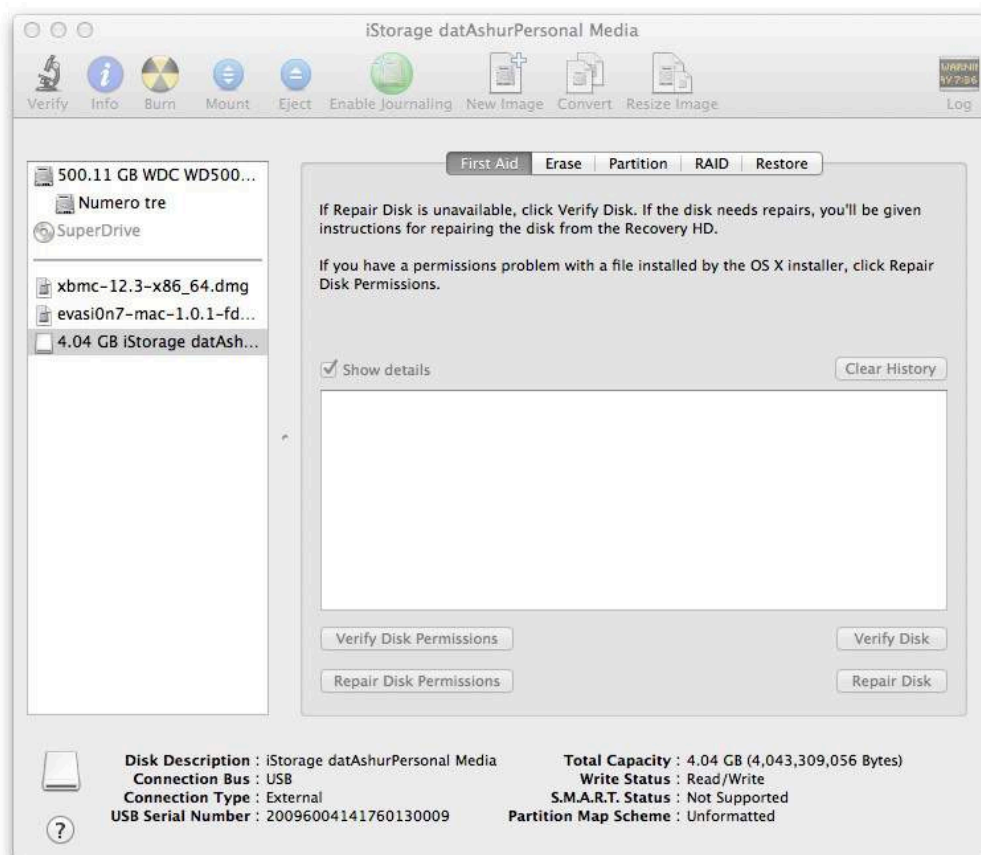 iStorage datAshurPersonal Media
Verify Info Burn Mount Eject Enable Journaling New Image Convert Resize Image Log
500.11 GB WDC WD500...
Numero tre
SuperDrive
xbmc-12.3-x86_64.dmg
evasi0n7-mac-1.0.1-fd...
4.04 GB iStorage datAsh...
First Aid Erase Partition RAID Restore
If Repair Disk is unavailable, click Verify Disk. If the disk needs repairs, you'll be given
instructions for repairing the disk from the Recovery HD.
If you have a permissions problem with a file installed by the OS X installer, click Repair
Disk Permissions.
Show details
Clear History
Verify Disk Permissions
Verify Disk
Repair Disk Permissions
Repair Disk
Disk Description : iStorage datAshurPersonal Media
Connection Bus : USB
Connection Type : External
USB Serial Number : 20096004141760130009
Total Capacity : 4.04 GB (4,043,309,056 Bytes)
Write Status : Read/Write
S.M.A.R.T. Status : Not Supported
Partition Map Scheme : Unformatted
?